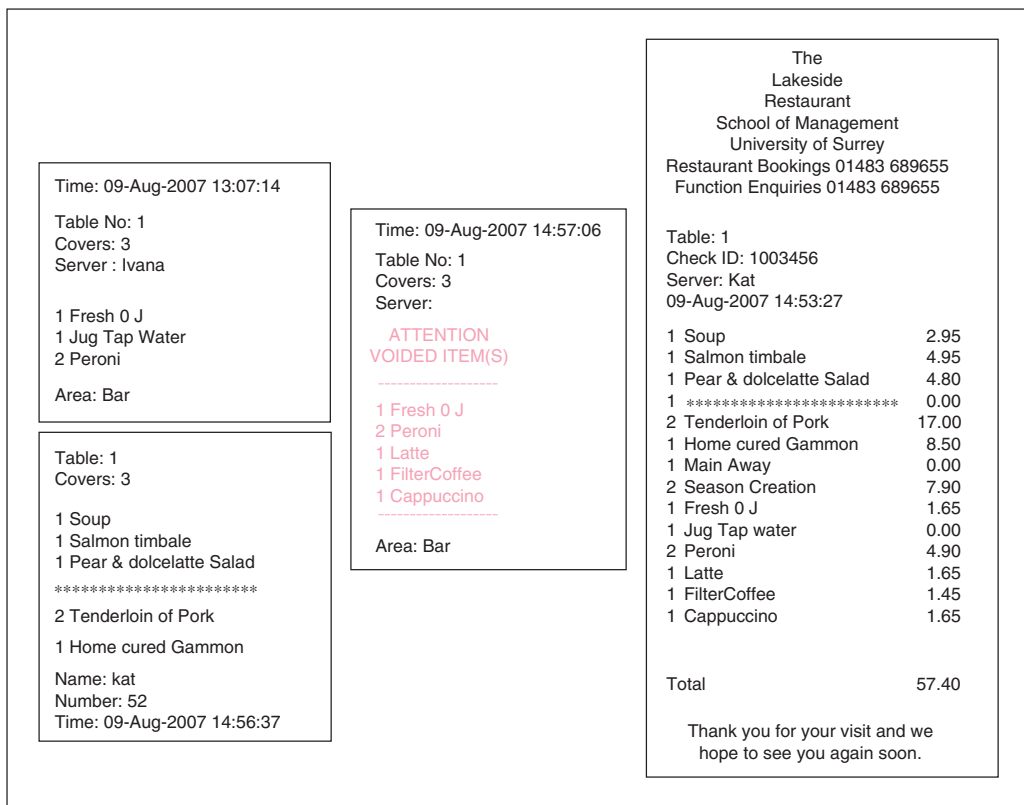 Time: 09-Aug-2007 13:07:14
Table No: 1
Covers: 3
Server : Ivana
1 Fresh 0 J
1 Jug Tap Water
2 Peroni
Area: Bar
Table: 1
Covers: 3
1 Soup
1 Salmon timbale
1 Pear & dolcelatte Salad
***********************
2 Tenderloin of Pork
1 Home cured Gammon
Name: kat
Number: 52
Time: 09-Aug-2007 14:56:37
Time: 09-Aug-2007 14:57:06
Table No: 1
Covers: 3
Server:
ATTENTION
VOIDED ITEM(S)
-------------------
1 Fresh 0 J
2 Peroni
1 Latte
1 FilterCoffee
1 Cappuccino
-------------------
Area: Bar
The
Lakeside
Restaurant
School of Management
University of Surrey
Restaurant Bookings 01483 689655
Function Enquiries 01483 689655
Table: 1
Check ID: 1003456
Server: Kat
09-Aug-2007 14:53:27
1 Soup 2.95
1 Salmon timbale 4.95
1 Pear & dolcelatte Salad 4.80
1 ************************ 0.00
2 Tenderloin of Pork 17.00
1 Home cured Gammon 8.50
1 Main Away 0.00
2 Season Creation 7.90
1 Fresh 0 J 1.65
1 Jug Tap water 0.00
2 Peroni 4.90
1 Latte 1.65
1 FilterCoffee 1.45
1 Cappuccino 1.65
Total 57.40
Thank you for your visit and we
hope to see you again soon.